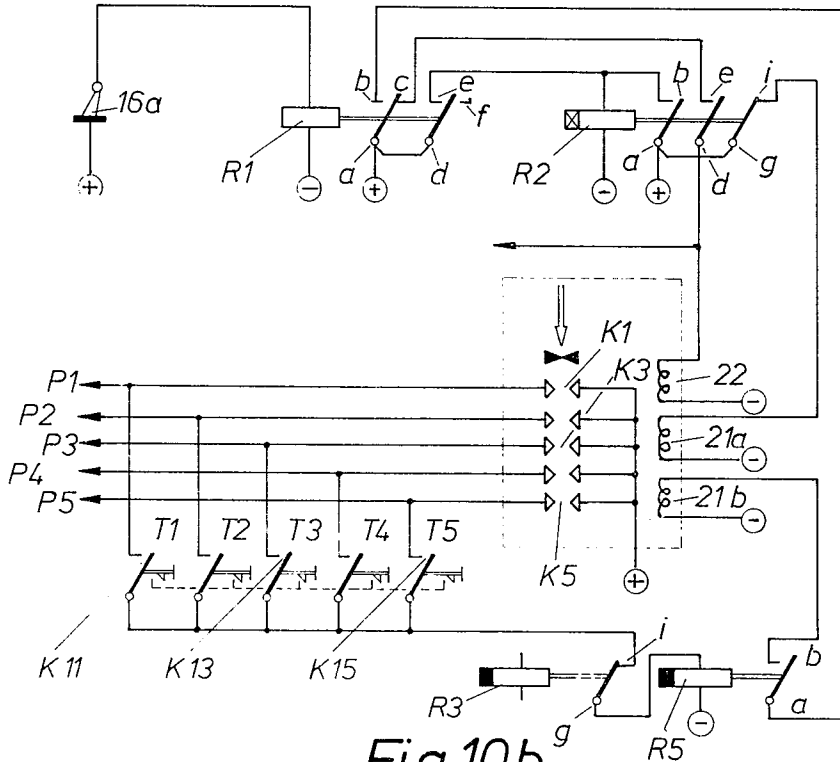 16a
R1
b
c
e
f
a
d
R2
b
e
i
a
d
g
K1
K3
22
21a
21b
P1
P2
P3
P4
P5
T1
T2
T3
T4
T5
K5
K11
K13
K15
R3
i
g
R5
b
a
Fig.10b